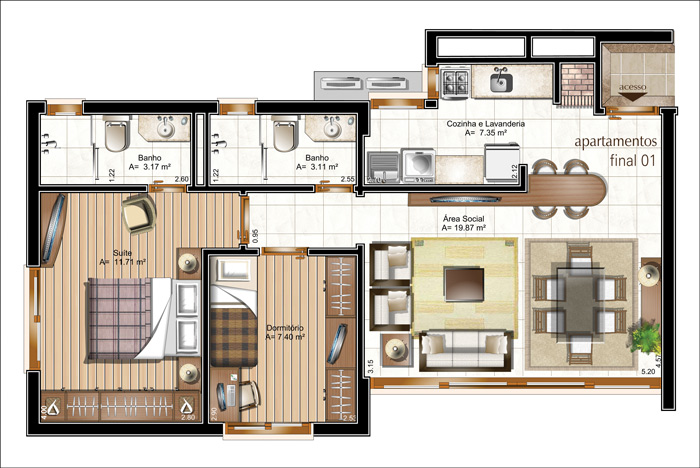 acesso
apartamentos
final 01
Cozinha e Lavanderia
A= 7.35 m²
2.12
Banho
A= 3.17 m²
1.22
2.60
Banho
A= 3.11 m²
1.22
2.55
Área Social
A= 19.87 m²
0.95
Suíte
A= 11.71 m²
Dormitório
A= 7.40 m²
3.15
5.20
4.57
4.00
2.80
2.90
2.53